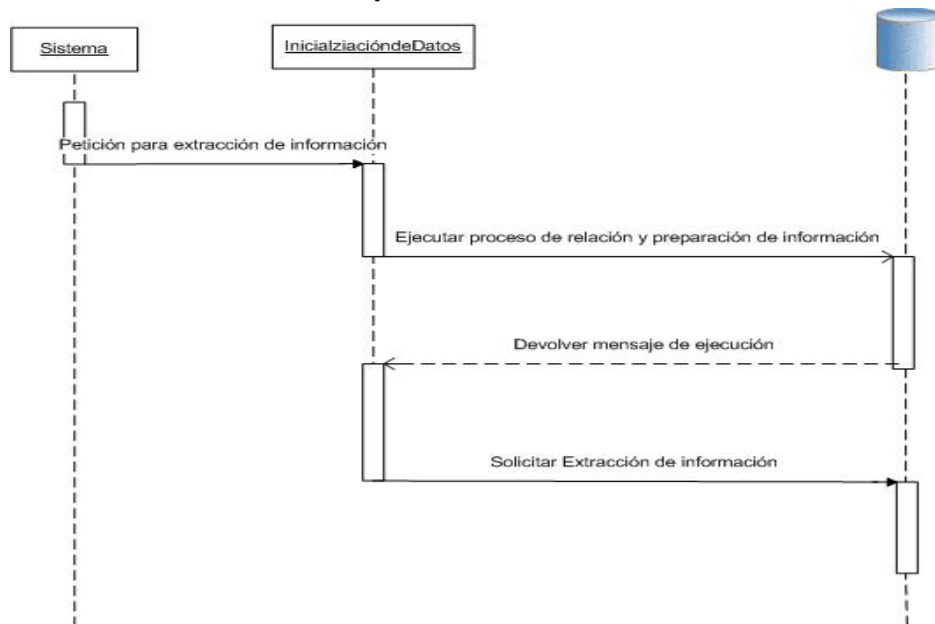 Sistema
InicialziacióndeDatos
Petición para extracción de información
Ejecutar proceso de relación y preparación de información
Devolver mensaje de ejecución
Solicitar Extracción de información